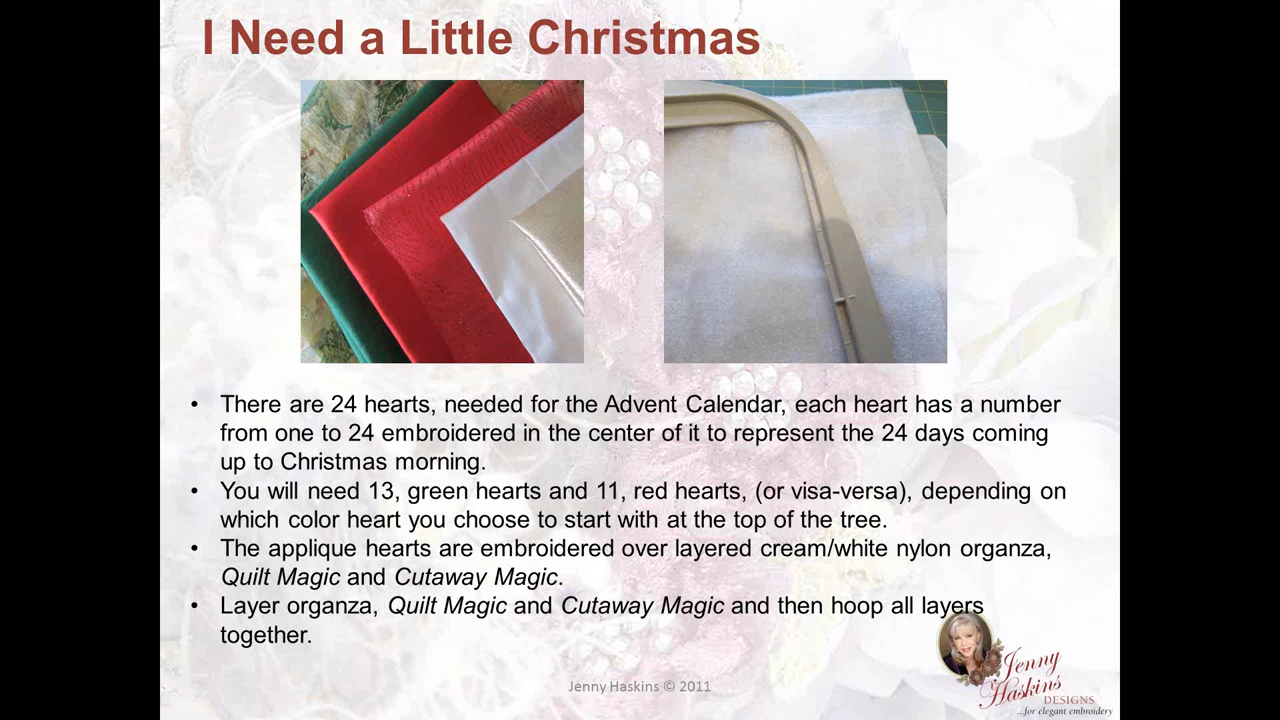 I Need a Little Christmas
• There are 24 hearts, needed for the Advent Calendar, each heart has a number
from one to 24 embroidered in the center of it to represent the 24 days coming
up to Christmas morning.
• You will need 13, green hearts and 11, red hearts, (or visa-versa), depending on
which color heart you choose to start with at the top of the tree.
• The applique hearts are embroidered over layered cream/white nylon organza,
Quilt Magic and Cutaway Magic.
• Layer organza, Quilt Magic and Cutaway Magic and then hoop all layers
together.
Jenny Haskins © 2011
Jenny
Haskins
DESIGNS
...for elegant embroidery